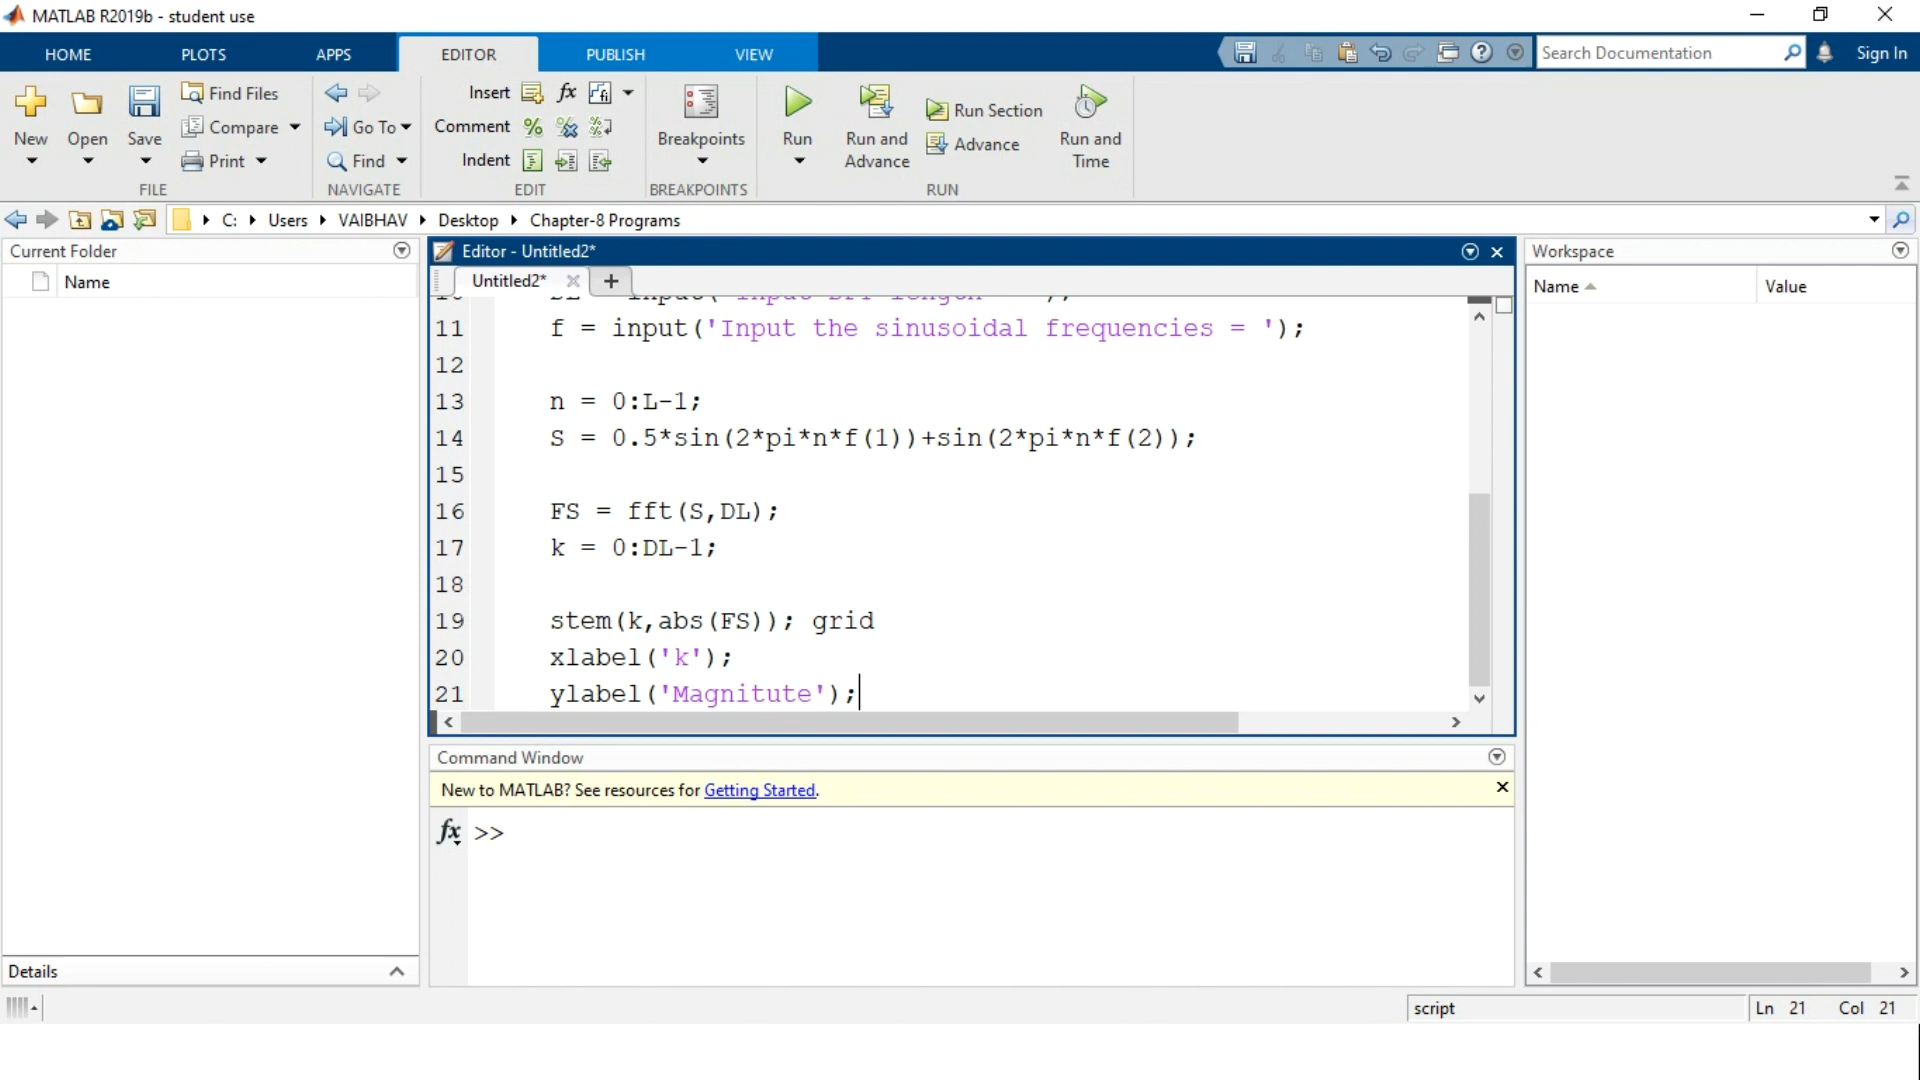 MATLAB R2019b - student use
HOME PLOTS APPS EDITOR PUBLISH VIEW
Search Documentation
Sign In
New
Open
Save
Find Files
Compare
Print
FILE
Go To
Find
NAVIGATE
Insert
Comment
Indent
EDIT
Breakpoints
BREAKPOINTS
Run
Run and Advance
Run Section
Advance
Run and Time
RUN
C: Users VAIBHAV Desktop Chapter-8 Programs
Current Folder
Name
Editor - Untitled2*
Untitled2*
11 f = input('Input the sinusoidal frequencies = ');
12
13 n = 0:L-1;
14 S = 0.5*sin(2*pi*n*f(1))+sin(2*pi*n*f(2));
15
16 FS = fft(S,DL);
17 k = 0:DL-1;
18
19 stem(k,abs(FS)); grid
20 xlabel('k');
21 ylabel('Magnitute');
Command Window
New to MATLAB? See resources for Getting Started.
fx >>
Workspace
Name Value
Details
script
Ln 21 Col 21